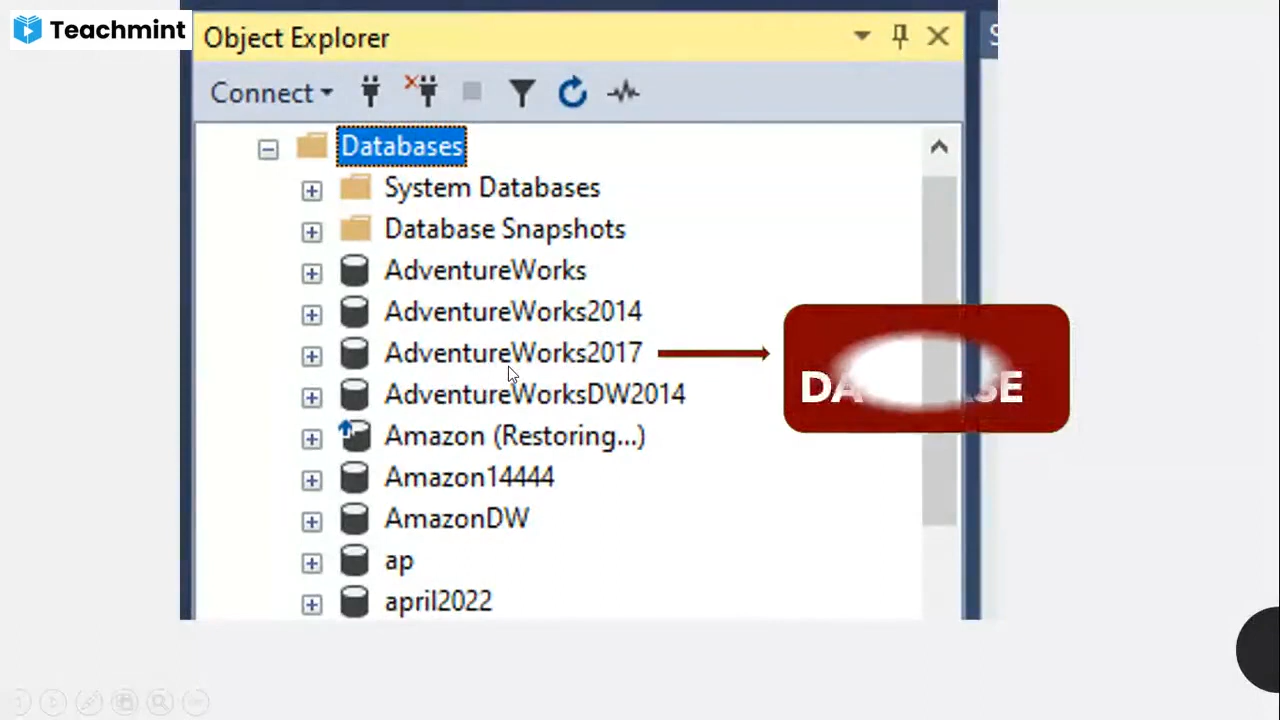 Teachmint
Object Explorer
Connect
Databases
System Databases
Database Snapshots
AdventureWorks
AdventureWorks2014
AdventureWorks2017
AdventureWorksDW2014
Amazon (Restoring...)
Amazon14444
AmazonDW
ap
april2022